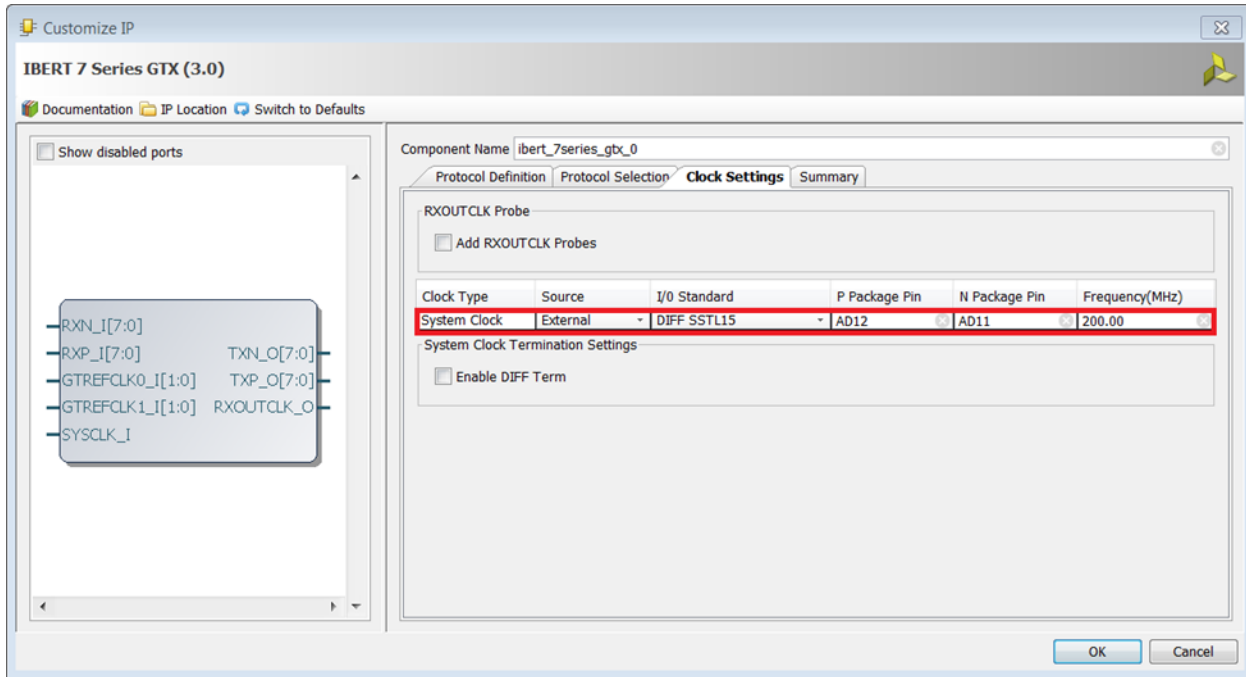 Customize IP
IBERT 7 Series GTX (3.0)
Documentation IP Location Switch to Defaults
Show disabled ports
RXN_I[7:0]
RXP_I[7:0] TXN_O[7:0]
GTREFCLK0_I[1:0] TXP_O[7:0]
GTREFCLK1_I[1:0] RXOUTCLK_O
SYSCLK_I
Component Name ibert_7series_gtx_0
Protocol Definition Protocol Selection Clock Settings Summary
RXOUTCLK Probe
Add RXOUTCLK Probes
Clock Type Source I/0 Standard P Package Pin N Package Pin Frequency(MHz)
System Clock External DIFF SSTL15 AD12 AD11 200.00
System Clock Termination Settings
Enable DIFF Term
OK Cancel